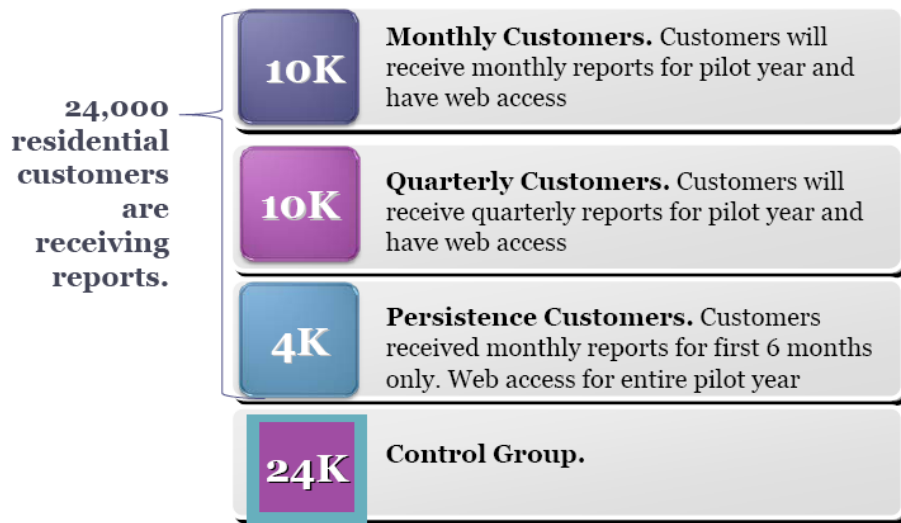 24,000
residential
customers
are
receiving
reports.
10K
Monthly Customers. Customers will
receive monthly reports for pilot year and
have web access
10K
Quarterly Customers. Customers will
receive quarterly reports for pilot year and
have web access
4K
Persistence Customers. Customers
received monthly reports for first 6 months
only. Web access for entire pilot year
24K
Control Group.